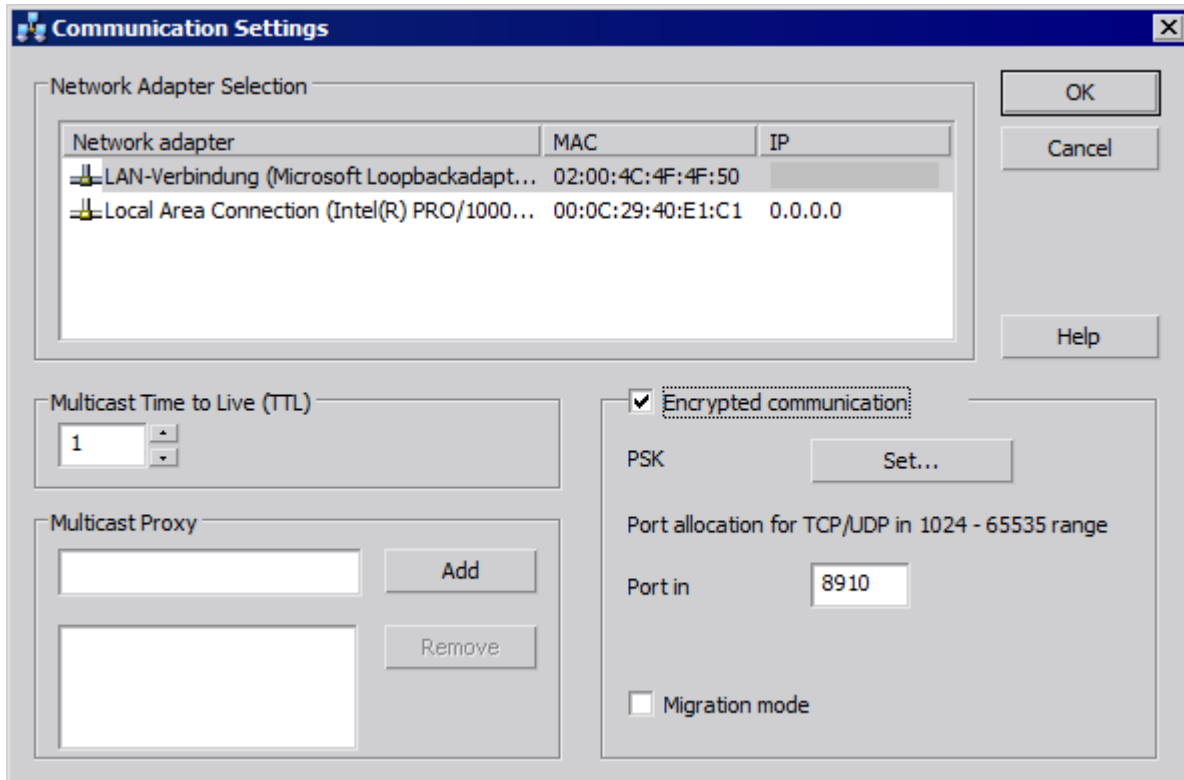 Communication Settings
Network Adapter Selection
OK
Network adapter MAC IP
Cancel
LAN-Verbindung (Microsoft Loopbackadapt... 02:00:4C:4F:4F:50
Local Area Connection (Intel(R) PRO/1000... 00:0C:29:40:E1:C1 0.0.0.0
Help
Multicast Time to Live (TTL)
1
Encrypted communication
PSK Set...
Multicast Proxy
Add
Remove
Port allocation for TCP/UDP in 1024 - 65535 range
Port in 8910
Migration mode